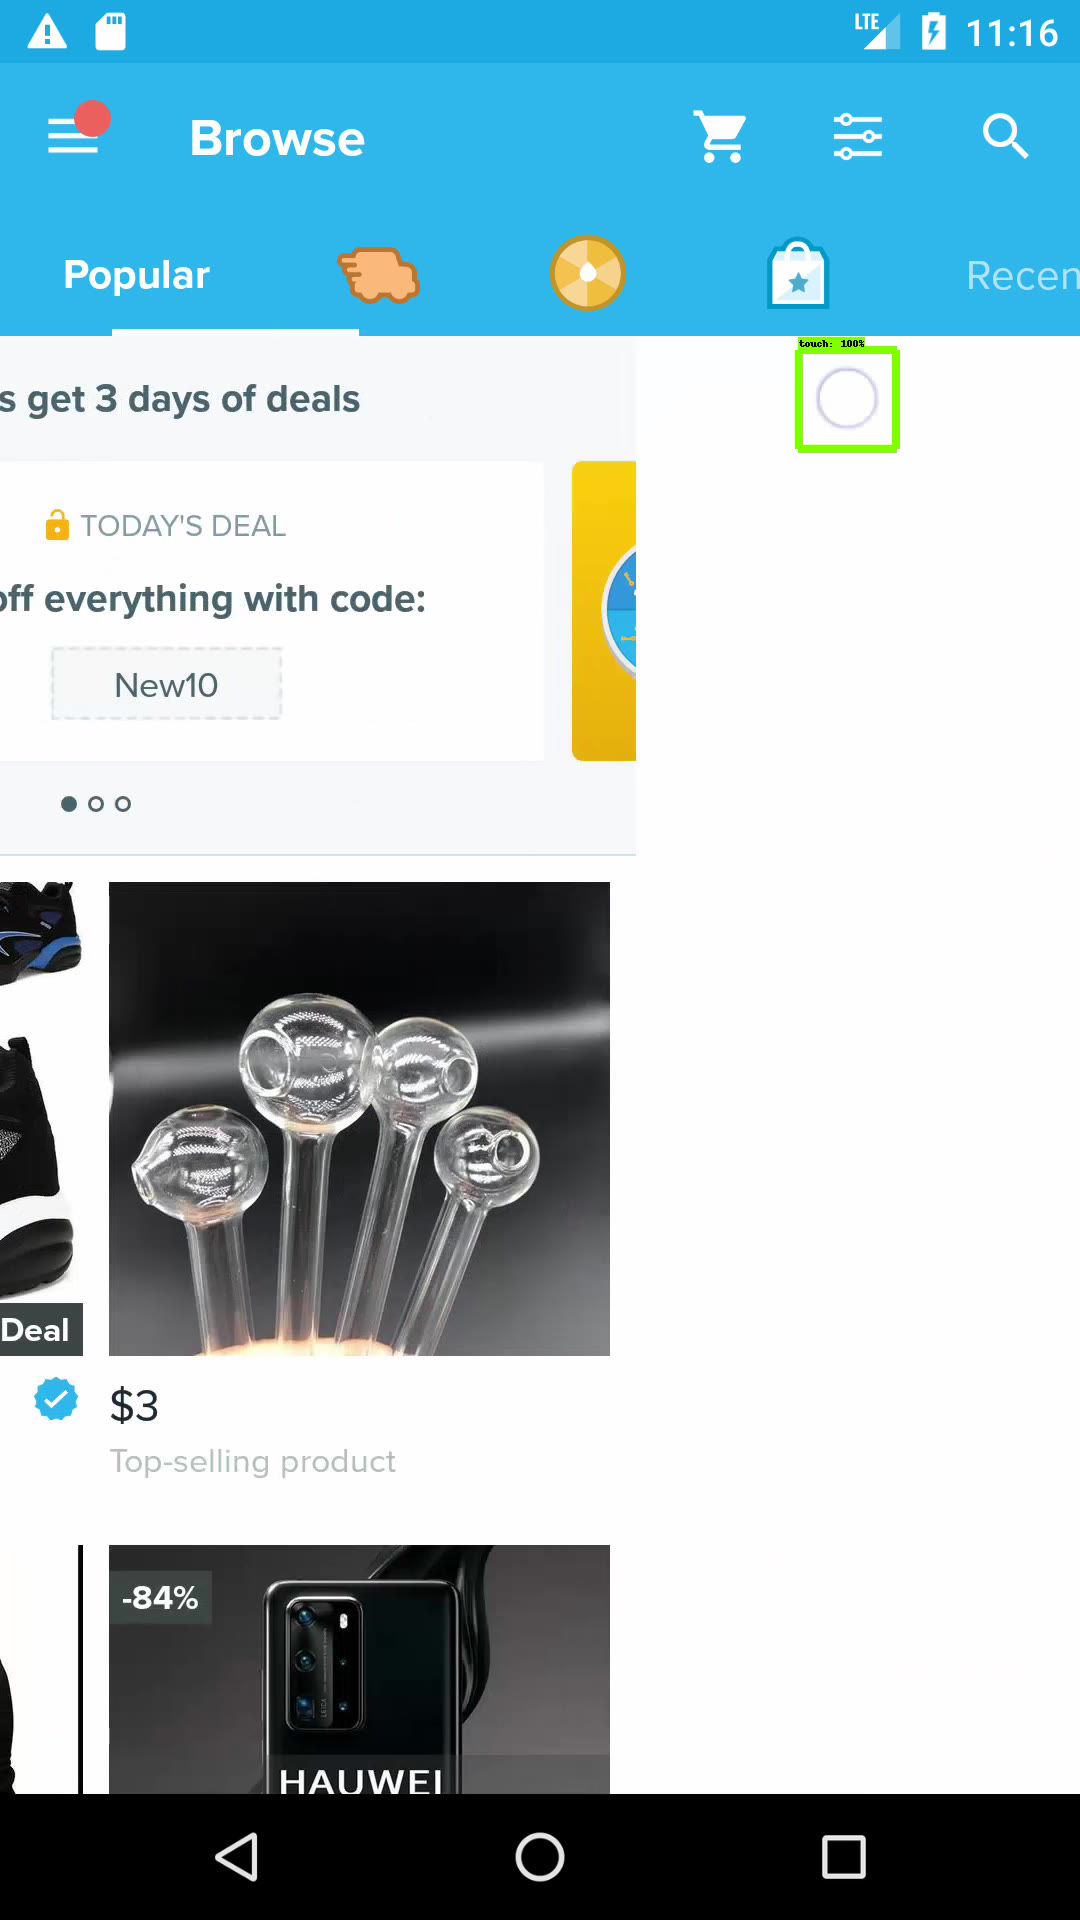 LTE 11:16
Browse
Popular
Recen
touch: 100%
s get 3 days of deals
TODAY'S DEAL
off everything with code:
New10
Deal
$3
Top-selling product
-84%
LEICA
HAUWEI